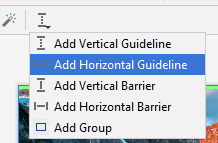 Add Vertical Guideline
Add Horizontal Guideline
Add Vertical Barrier
Add Horizontal Barrier
Add Group